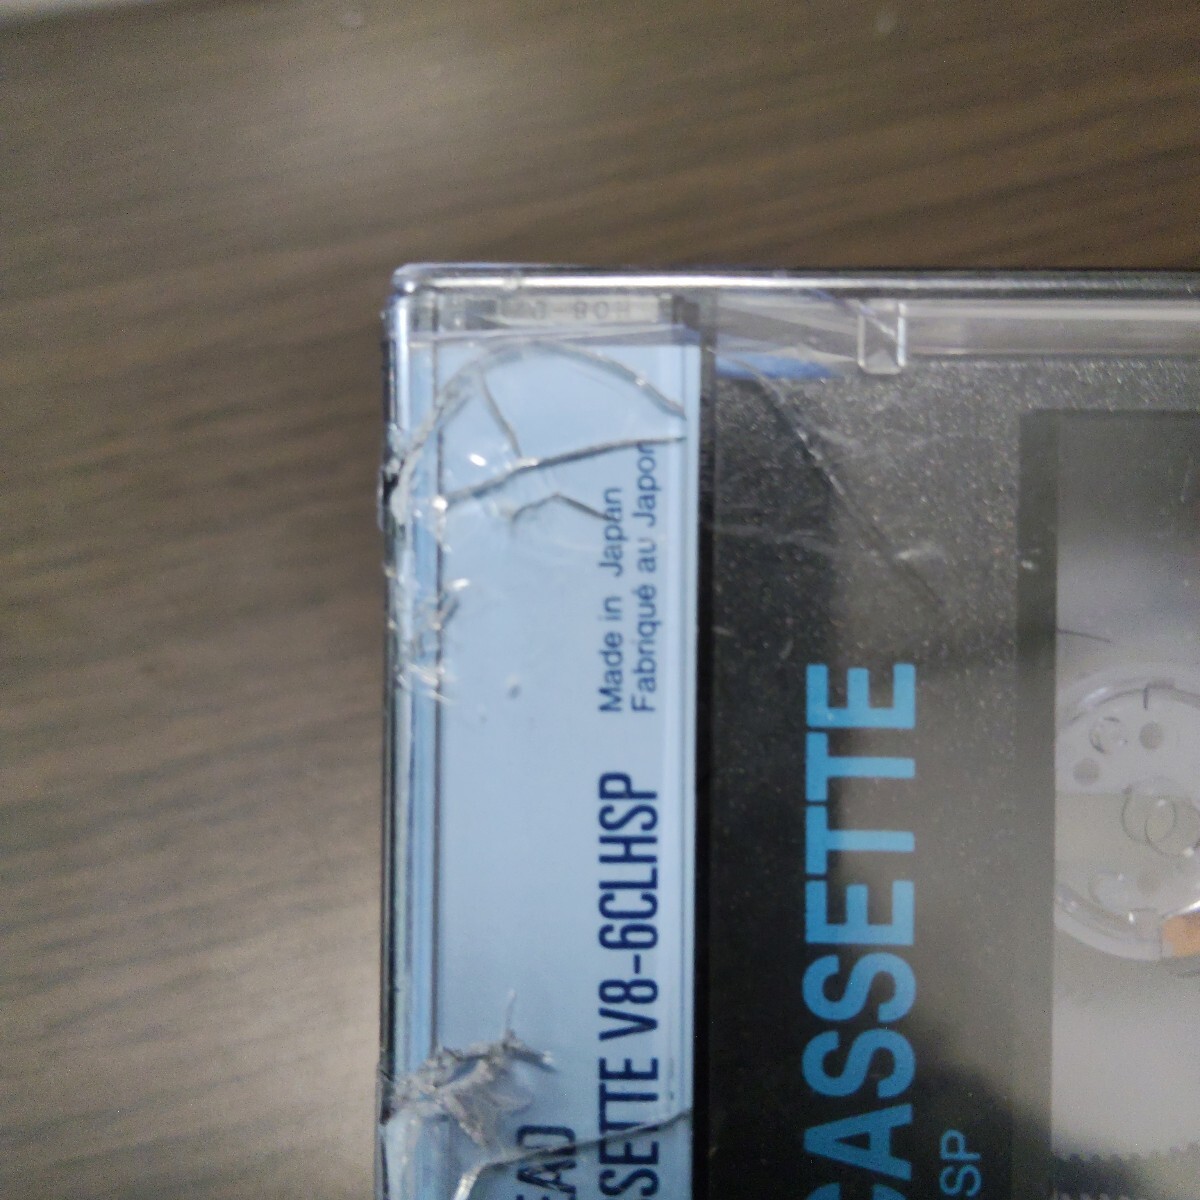 Made in Japan
Fabriqué au Japon
EAD
SETTE V8-6CLHSP
CASSETTE
SP